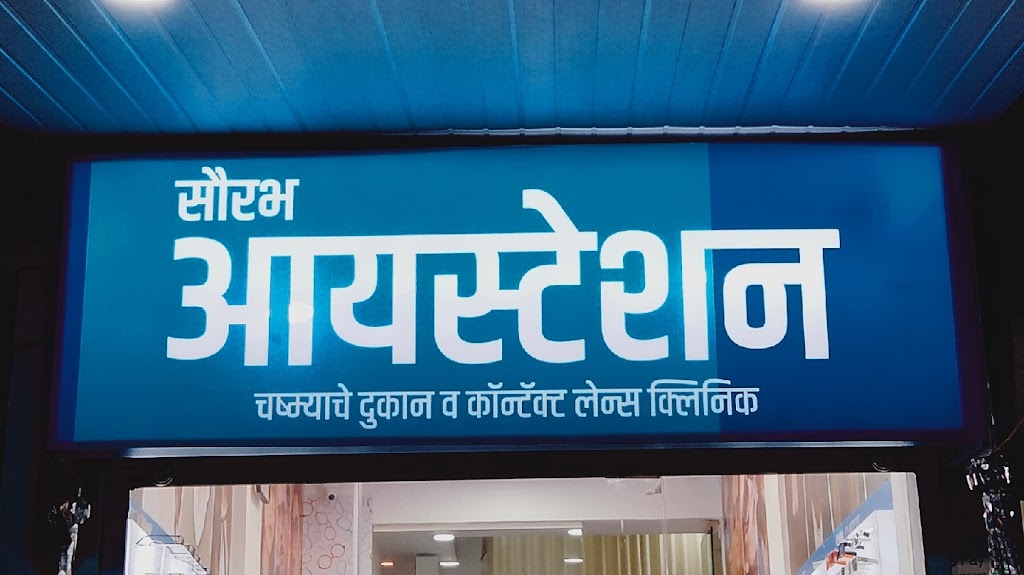 सौरभ
आयस्टेशन
चष्म्याचे दुकान व कॉन्टॅक्ट लेन्स क्लिनिक